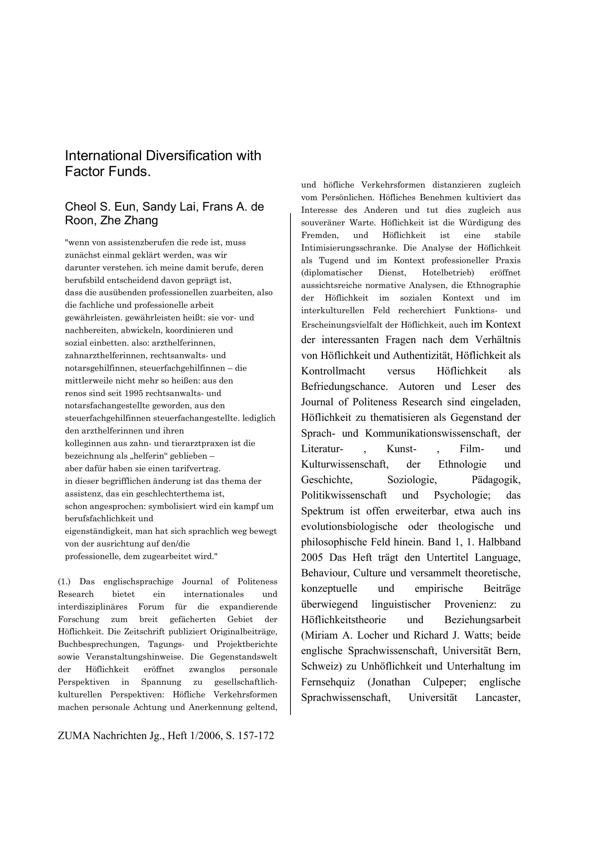 International Diversification with
Factor Funds.
Cheol S. Eun, Sandy Lai, Frans A. de
Roon, Zhe Zhang
"wenn von assistenzberufen die rede ist, muss
zunächst einmal geklärt werden, was wir
darunter verstehen. ich meine damit berufe, deren
berufsbild entscheidend davon geprägt ist,
dass die ausübenden professionellen zuarbeiten, also
die fachliche und professionelle arbeit
gewährleisten. gewährleisten heißt: sie vor- und
nachbereiten, abwickeln, koordinieren und
sozial einbetten. also: arzthelferinnen,
zahnarzthelferinnen, rechtsanwalts- und
notarsgehilfinnen, steuerfachgehilfinnen – die
mittlerweile nicht mehr so heißen: aus den
renos sind seit 1995 rechtsanwalts- und
notarsfachangestellte geworden, aus den
steuerfachgehilfinnen steuerfachangestellte. lediglich
den arzthelferinnen und ihren
kolleginnen aus zahn- und tierarztpraxen ist die
bezeichnung als „helferin“ geblieben –
aber dafür haben sie einen tarifvertrag.
in dieser begrifflichen änderung ist das thema der
assistenz, das ein geschlechterthema ist,
schon angesprochen: symbolisiert wird ein kampf um
berufsfachlichkeit und
eigenständigkeit, man hat sich sprachlich weg bewegt
von der ausrichtung auf den/die
professionelle, dem zugearbeitet wird."
(1.) Das englischsprachige Journal of Politeness
Research bietet ein internationales und
interdisziplinäres Forum für die expandierende
Forschung zum breit gefächerten Gebiet der
Höflichkeit. Die Zeitschrift publiziert Originalbeiträge,
Buchbesprechungen, Tagungs- und Projektberichte
sowie Veranstaltungshinweise. Die Gegenstandswelt
der Höflichkeit eröffnet zwanglos personale
Perspektiven in Spannung zu gesellschaftlich-
kulturellen Perspektiven: Höfliche Verkehrsformen
machen personale Achtung und Anerkennung geltend,
und höfliche Verkehrsformen distanzieren zugleich
vom Persönlichen. Höfliches Benehmen kultiviert das
Interesse des Anderen und tut dies zugleich aus
souveräner Warte. Höflichkeit ist die Würdigung des
Fremden, und Höflichkeit ist eine stabile
Intimisierungsschranke. Die Analyse der Höflichkeit
als Tugend und im Kontext professioneller Praxis
(diplomatischer Dienst, Hotelbetrieb) eröffnet
aussichtsreiche normative Analysen, die Ethnographie
der Höflichkeit im sozialen Kontext und im
interkulturellen Feld recherchiert Funktions- und
Erscheinungsvielfalt der Höflichkeit, auch im Kontext
der interessanten Fragen nach dem Verhältnis
von Höflichkeit und Authentizität, Höflichkeit als
Kontrollmacht versus Höflichkeit als
Befriedungschance. Autoren und Leser des
Journal of Politeness Research sind eingeladen,
Höflichkeit zu thematisieren als Gegenstand der
Sprach- und Kommunikationswissenschaft, der
Literatur- , Kunst- , Film- und
Kulturwissenschaft, der Ethnologie und
Geschichte, Soziologie, Pädagogik,
Politikwissenschaft und Psychologie; das
Spektrum ist offen erweiterbar, etwa auch ins
evolutionsbiologische oder theologische und
philosophische Feld hinein. Band 1, 1. Halbband
2005 Das Heft trägt den Untertitel Language,
Behaviour, Culture und versammelt theoretische,
konzeptuelle und empirische Beiträge
überwiegend linguistischer Provenienz: zu
Höflichkeitstheorie und Beziehungsarbeit
(Miriam A. Locher und Richard J. Watts; beide
englische Sprachwissenschaft, Universität Bern,
Schweiz) zu Unhöflichkeit und Unterhaltung im
Fernsehquiz (Jonathan Culpeper; englische
Sprachwissenschaft, Universität Lancaster,
ZUMA Nachrichten Jg., Heft 1/2006, S. 157-172